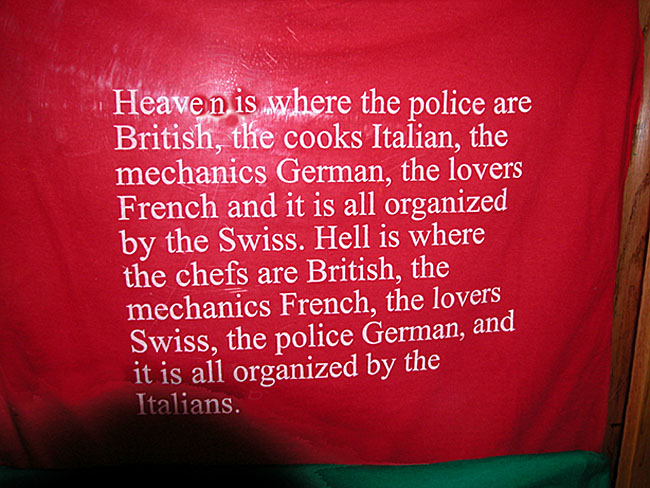 Heaven is where the police are
British, the cooks Italian, the
mechanics German, the lovers
French and it is all organized
by the Swiss. Hell is where
the chefs are British, the
mechanics French, the lovers
Swiss, the police German, and
it is all organized by the
Italians.